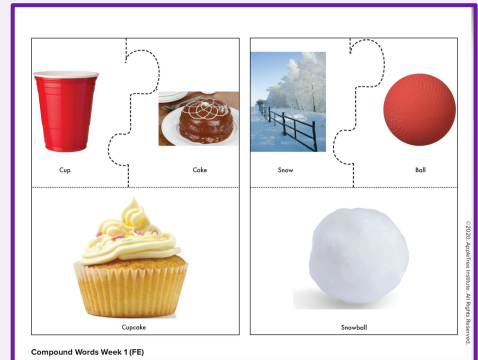 Cup
Cake
Snow
Ball
Cupcake
Snowball
Compound Words Week 1 (FE)
©2020, AppleTree Institute. All Rights Reserved.